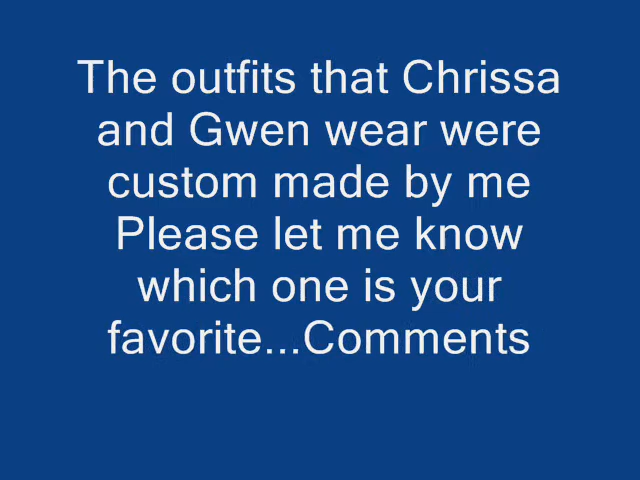 The outfits that Chrissa
and Gwen wear were
custom made by me
Please let me know
which one is your
favorite...Comments